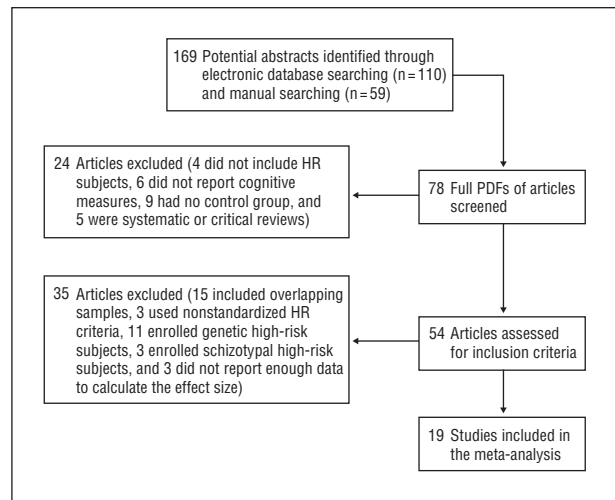 169 Potential abstracts identified through
electronic database searching (n=110)
and manual searching (n=59)
24 Articles excluded (4 did not include HR
subjects, 6 did not report cognitive
measures, 9 had no control group, and
5 were systematic or critical reviews)
78 Full PDFs of articles
screened
35 Articles excluded (15 included overlapping
samples, 3 used nonstandardized HR
criteria, 11 enrolled genetic high-risk
subjects, 3 enrolled schizotypal high-risk
subjects, and 3 did not report enough data
to calculate the effect size)
54 Articles assessed
for inclusion criteria
19 Studies included in
the meta-analysis